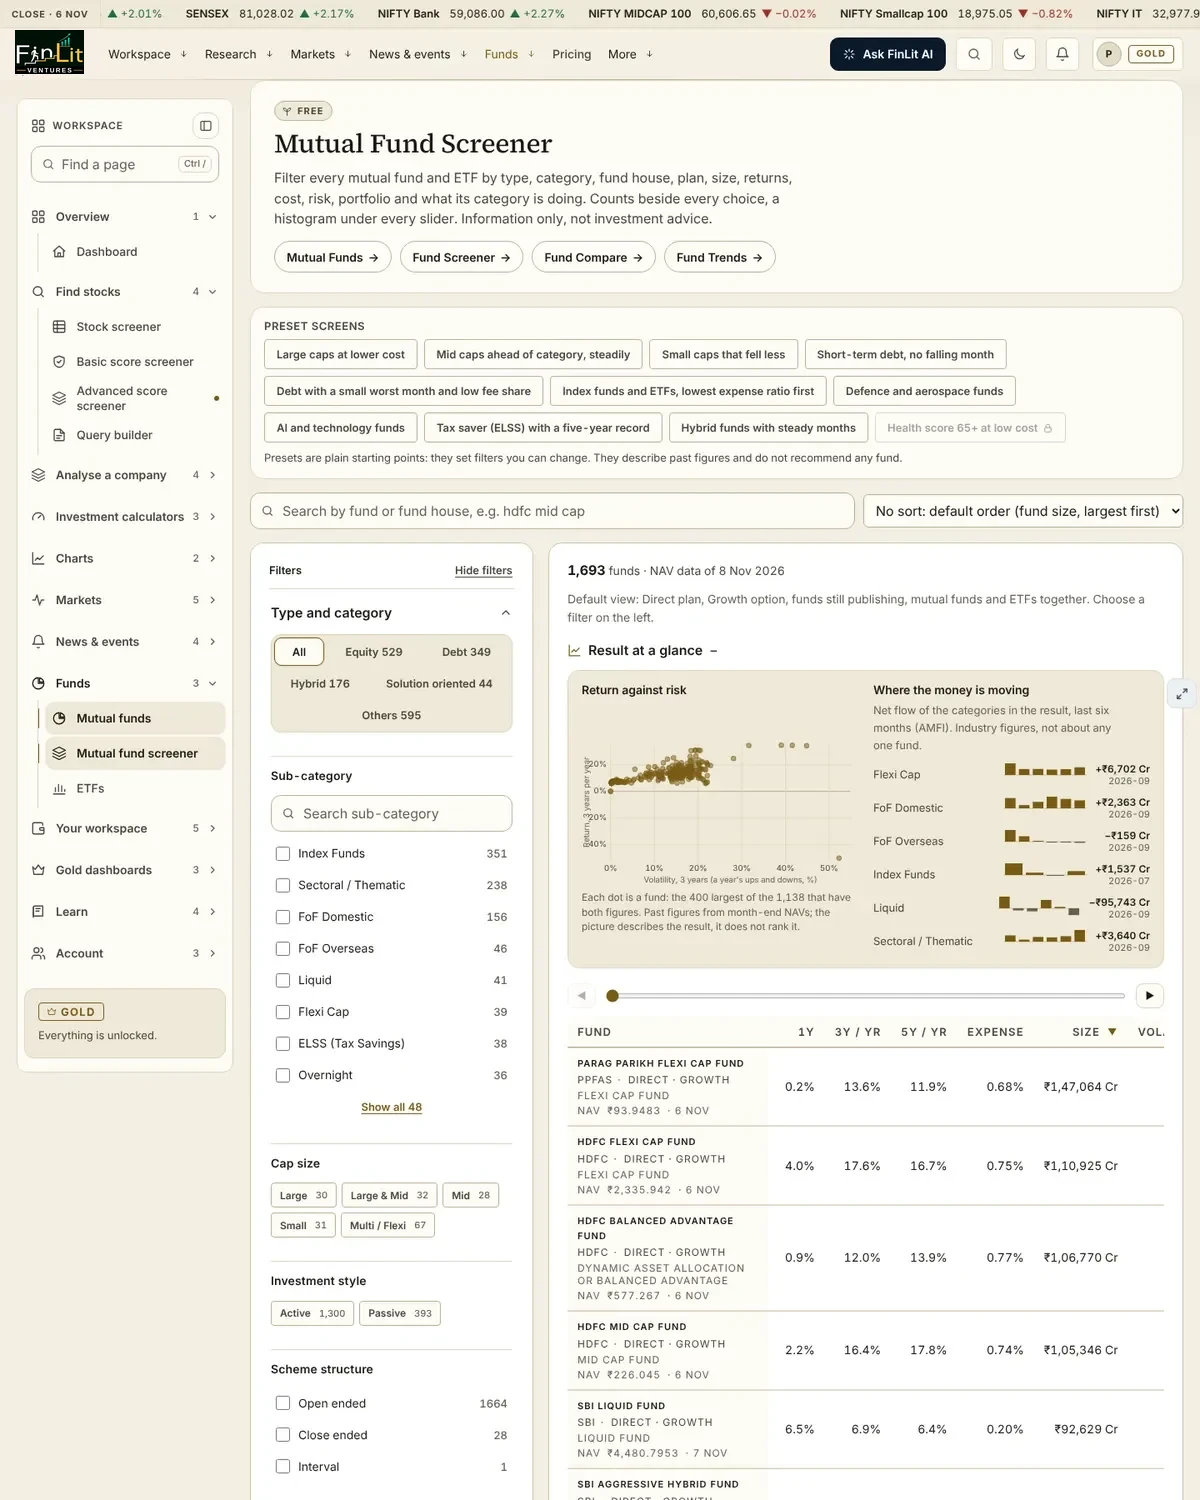 CLOSE · 6 NOV ▲ +2.01% SENSEX 81,028.02 ▲ +2.17% NIFTY Bank 59,086.00 ▲ +2.27% NIFTY MIDCAP 100 60,606.65 ▼ −0.02% NIFTY Smallcap 100 18,975.05 ▼ −0.82% NIFTY IT 32,977.9
FinLit
VENTURES
Workspace Research Markets News & events Funds Pricing More
Ask FinLit AI
P GOLD
WORKSPACE
Find a page Ctrl /
Overview 1
Dashboard
Find stocks 4
Stock screener
Basic score screener
Advanced score
screener
Query builder
Analyse a company 4
Investment calculators 3
Charts 2
Markets 5
News & events 4
Funds 3
Mutual funds
Mutual fund screener
ETFs
Your workspace 5
Gold dashboards 3
Learn 4
Account 3
GOLD
Everything is unlocked.
FREE
Mutual Fund Screener
Filter every mutual fund and ETF by type, category, fund house, plan, size, returns,
cost, risk, portfolio and what its category is doing. Counts beside every choice, a
histogram under every slider. Information only, not investment advice.
Mutual Funds → Fund Screener → Fund Compare → Fund Trends →
PRESET SCREENS
Large caps at lower cost Mid caps ahead of category, steadily Small caps that fell less Short-term debt, no falling month
Debt with a small worst month and low fee share Index funds and ETFs, lowest expense ratio first Defence and aerospace funds
AI and technology funds Tax saver (ELSS) with a five-year record Hybrid funds with steady months Health score 65+ at low cost
Presets are plain starting points: they set filters you can change. They describe past figures and do not recommend any fund.
Search by fund or fund house, e.g. hdfc mid cap
No sort: default order (fund size, largest first)
Filters Hide filters
Type and category
All Equity 529 Debt 349
Hybrid 176 Solution oriented 44
Others 595
Sub-category
Search sub-category
Index Funds 351
Sectoral / Thematic 238
FoF Domestic 156
FoF Overseas 46
Liquid 41
Flexi Cap 39
ELSS (Tax Savings) 38
Overnight 36
Show all 48
Cap size
Large 30 Large & Mid 32 Mid 28
Small 31 Multi / Flexi 67
Investment style
Active 1,300 Passive 393
Scheme structure
Open ended 1664
Close ended 28
Interval 1
1,693 funds · NAV data of 8 Nov 2026
Default view: Direct plan, Growth option, funds still publishing, mutual funds and ETFs together. Choose a
filter on the left.
Result at a glance –
Return against risk
Return, 3 years per year
20%
0%
20%
40%
0% 10% 20% 30% 40% 50%
Volatility, 3 years (a year's ups and downs, %)
Each dot is a fund: the 400 largest of the 1,138 that have
both figures. Past figures from month-end NAVs; the
picture describes the result, it does not rank it.
Where the money is moving
Net flow of the categories in the result, last six
months (AMFI). Industry figures, not about any
one fund.
Flexi Cap +₹6,702 Cr
2026-09
FoF Domestic +₹2,363 Cr
2026-09
FoF Overseas −₹159 Cr
2026-09
Index Funds +₹1,537 Cr
2026-07
Liquid −₹95,743 Cr
2026-09
Sectoral / Thematic +₹3,640 Cr
2026-09
FUND 1Y 3Y / YR 5Y / YR EXPENSE SIZE ▼ VOL.
PARAG PARIKH FLEXI CAP FUND
PPFAS · DIRECT · GROWTH
FLEXI CAP FUND
NAV ₹93.9483 · 6 NOV
0.2% 13.6% 11.9% 0.68% ₹1,47,064 Cr
HDFC FLEXI CAP FUND
HDFC · DIRECT · GROWTH
FLEXI CAP FUND
NAV ₹2,335.942 · 6 NOV
4.0% 17.6% 16.7% 0.75% ₹1,10,925 Cr
HDFC BALANCED ADVANTAGE
FUND
HDFC · DIRECT · GROWTH
DYNAMIC ASSET ALLOCATION
OR BALANCED ADVANTAGE
NAV ₹577.267 · 6 NOV
0.9% 12.0% 13.9% 0.77% ₹1,06,770 Cr
HDFC MID CAP FUND
HDFC · DIRECT · GROWTH
MID CAP FUND
NAV ₹226.045 · 6 NOV
2.2% 16.4% 17.8% 0.74% ₹1,05,346 Cr
SBI LIQUID FUND
SBI · DIRECT · GROWTH
LIQUID FUND
NAV ₹4,480.7953 · 7 NOV
6.5% 6.9% 6.4% 0.20% ₹92,629 Cr
SBI AGGRESSIVE HYBRID FUND